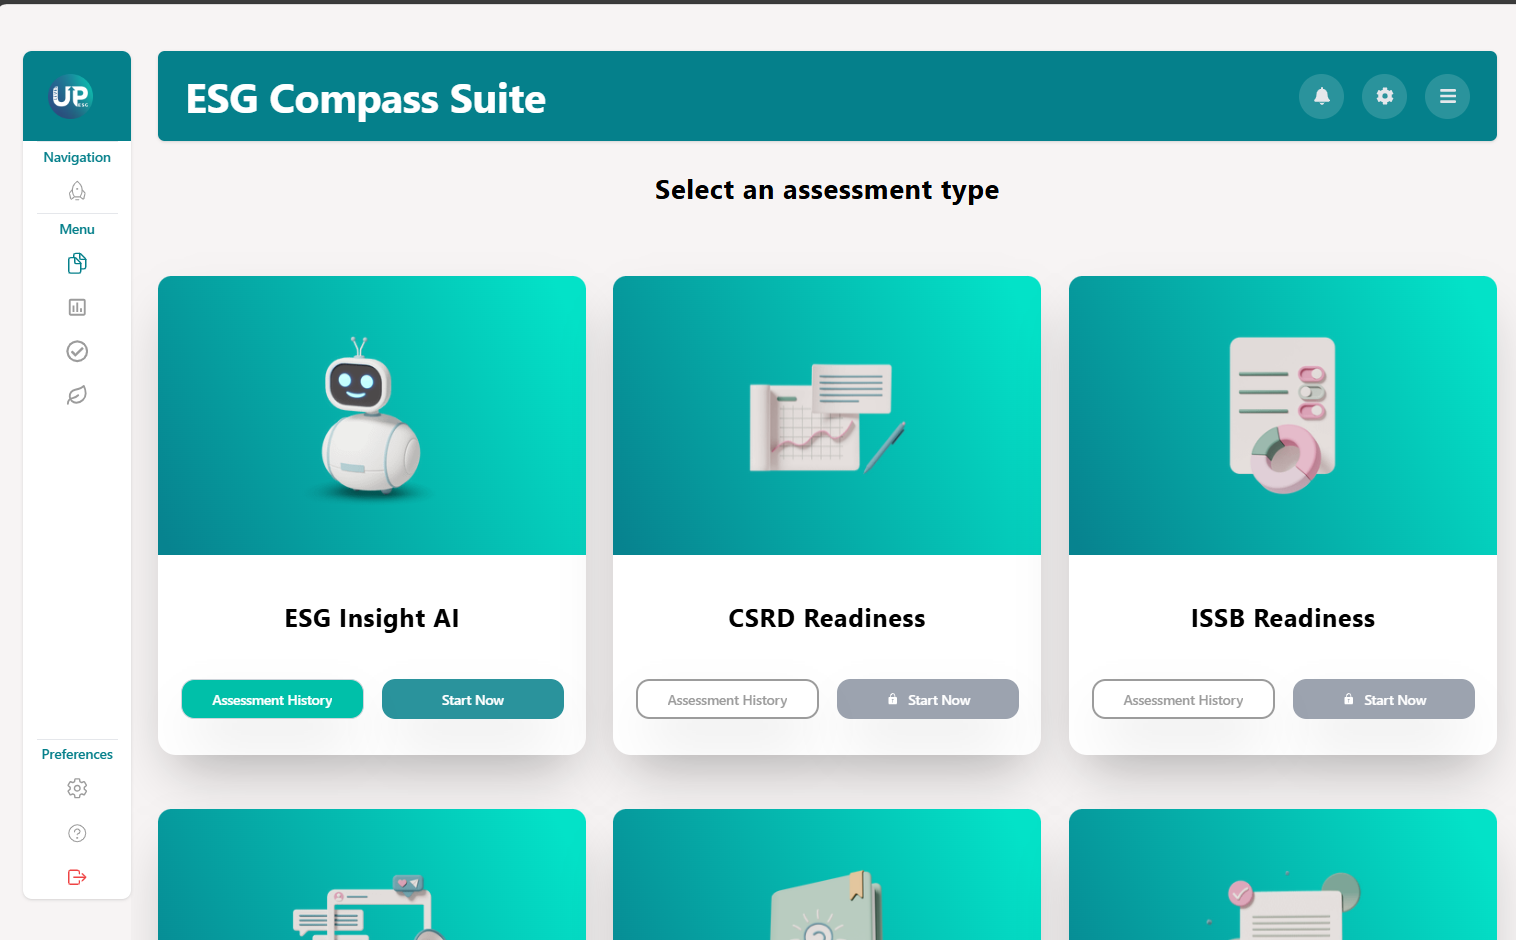 UP
ESG
ESG Compass Suite
Navigation
Menu
Preferences
Select an assessment type
ESG Insight AI
Assessment History
Start Now
CSRD Readiness
Assessment History
Start Now
ISSB Readiness
Assessment History
Start Now